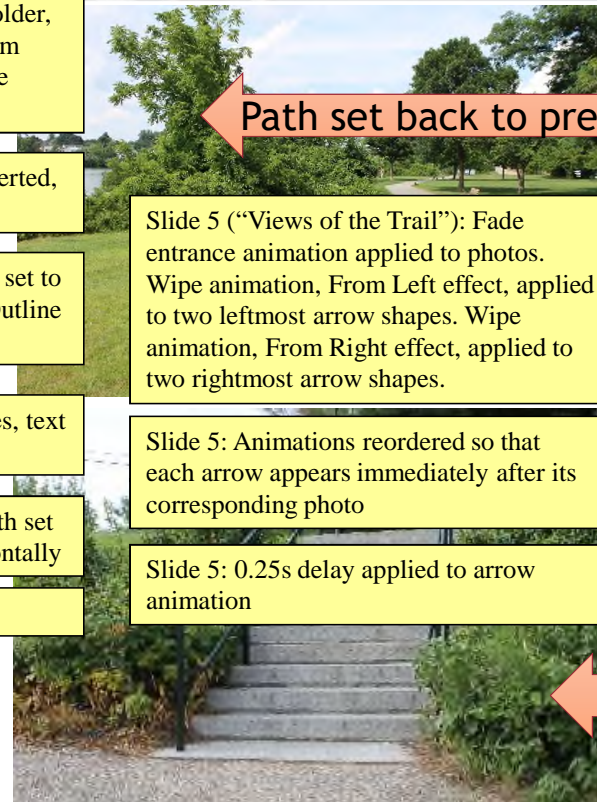 older,
m
e
erted,
set to
utline
es, text
th set
ontally
Path set back to pre
Slide 5 (“Views of the Trail”): Fade
entrance animation applied to photos.
Wipe animation, From Left effect, applied
to two leftmost arrow shapes. Wipe
animation, From Right effect, applied to
two rightmost arrow shapes.
Slide 5: Animations reordered so that
each arrow appears immediately after its
corresponding photo
Slide 5: 0.25s delay applied to arrow
animation